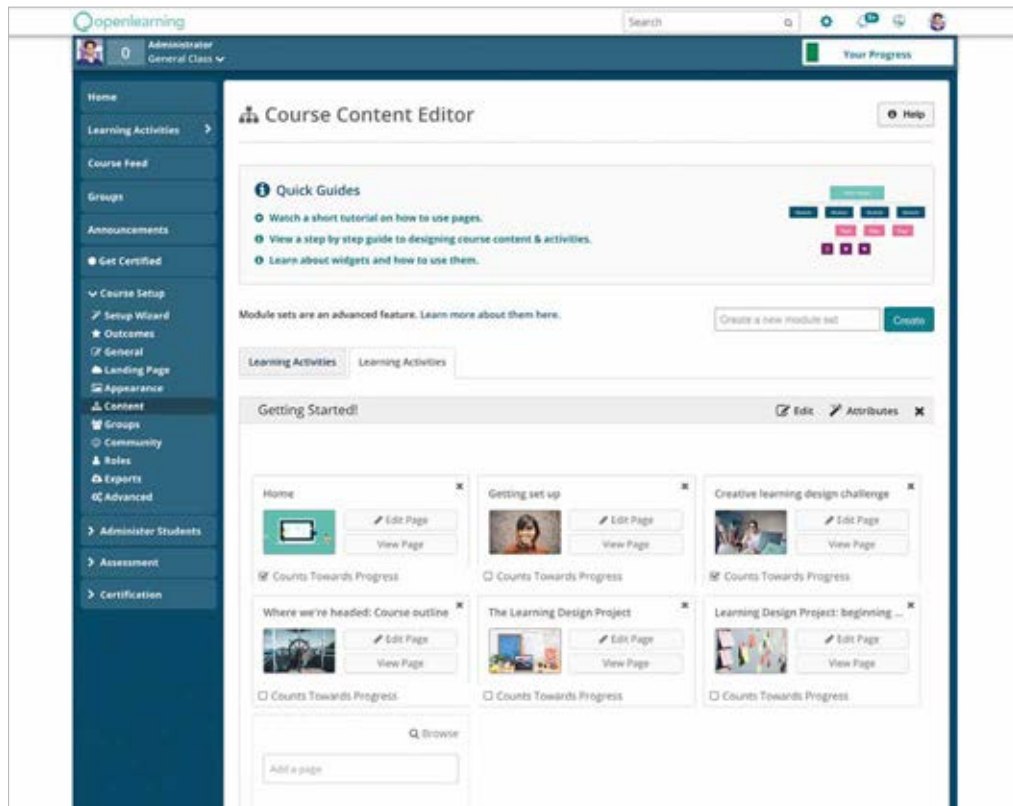 openlearning
Search
0
Administrator
General Class
Your Progress
Home
Learning Activities
Course Feed
Groups
Announcements
Get Certified
Course Setup
Setup Wizard
Outcomes
General
Landing Page
Appearance
Content
Groups
Community
Roles
Exports
Advanced
Administer Students
Assessment
Certification
Course Content Editor
Help
Quick Guides
Watch a short tutorial on how to use pages.
View a step by step guide to designing course content & activities.
Learn about widgets and how to use them.
Module sets are an advanced feature. Learn more about them here.
Create a new module set
Create
Learning Activities
Learning Activities
Getting Started!
Edit
Attributes
Home
Edit Page
View Page
Counts Towards Progress
Getting set up
Edit Page
View Page
Counts Towards Progress
Creative learning design challenge
Edit Page
View Page
Counts Towards Progress
Where we're headed: Course outline
Edit Page
View Page
Counts Towards Progress
The Learning Design Project
Edit Page
View Page
Counts Towards Progress
Learning Design Project: beginning ...
Edit Page
View Page
Counts Towards Progress
Browse
Add a page